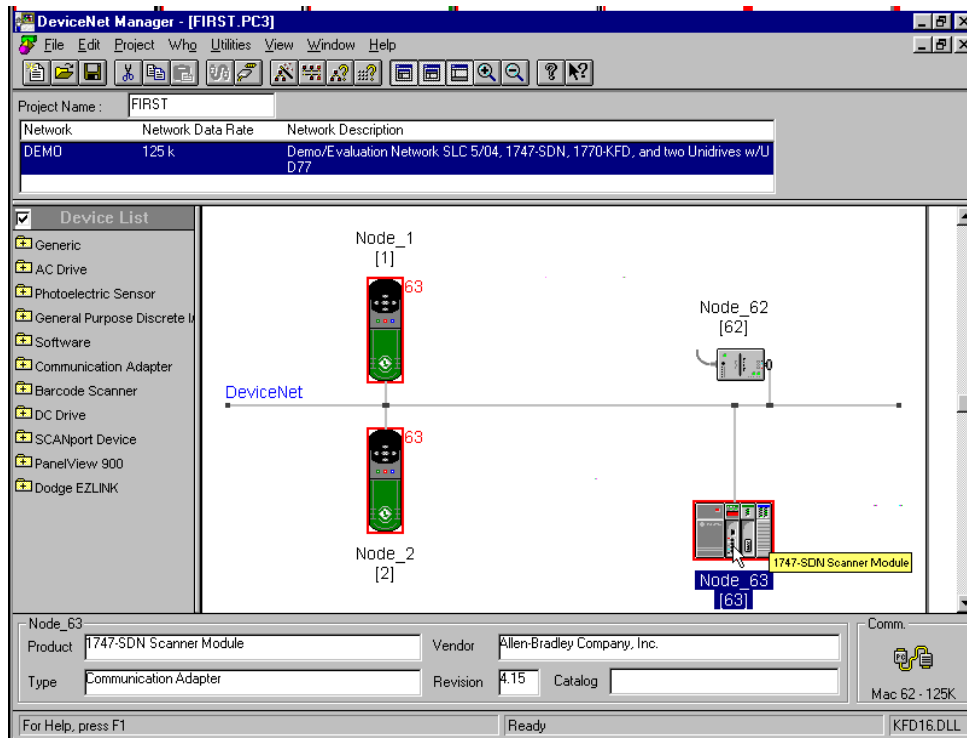 DeviceNet Manager - [FIRST.PC3]
File Edit Project Who Utilities View Window Help
Project Name : FIRST
Network Network Data Rate Network Description
DEMO 125 k Demo/Evaluation Network SLC 5/04, 1747-SDN, 1770-KFD, and two Unidrives w/U
D77
Device List
Generic
AC Drive
Photoelectric Sensor
General Purpose Discrete I/
Software
Communication Adapter
Barcode Scanner
DC Drive
SCANport Device
PanelView 900
Dodge EZLINK
Node_1
[1]
63
Node_62
[62]
DeviceNet
63
Node_2
[2]
1747-SDN Scanner Module
Node_63
[63]
Node_63
Product 1747-SDN Scanner Module
Vendor Allen-Bradley Company, Inc.
Type Communication Adapter
Revision 4.15 Catalog
Comm.
Mac 62 - 125K
For Help, press F1
Ready
KFD16.DLL